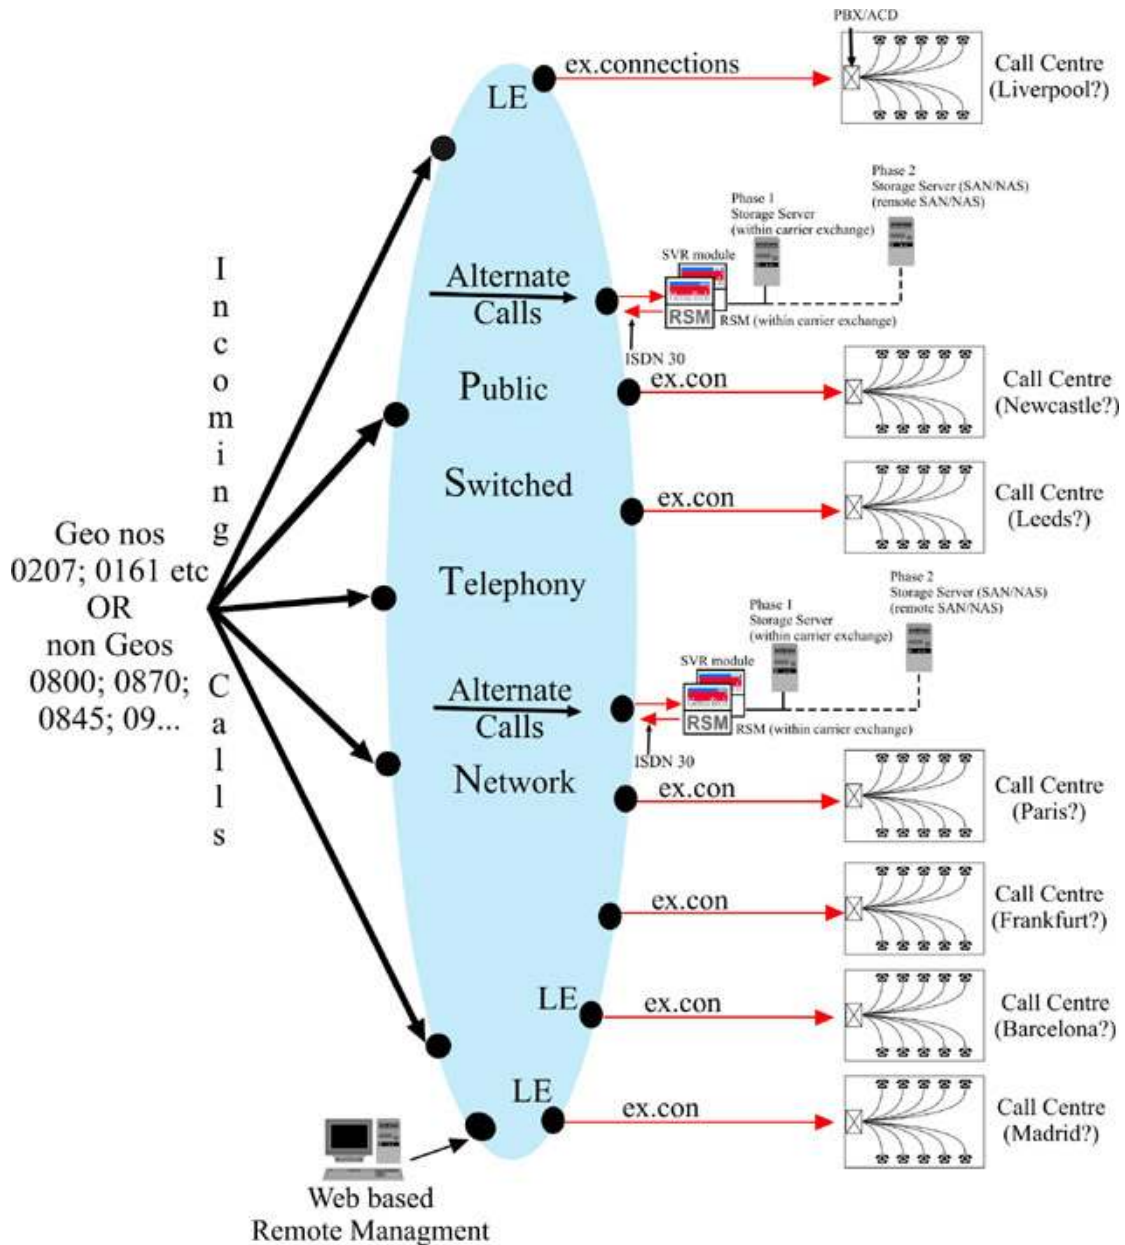 PBX/ACD
ex.connections
LE
Call Centre
(Liverpool?)
Phase 2
Storage Server (SAN/NAS)
(remote SAN/NAS)
Phase 1
Storage Server
(within carrier exchange)
SVR module
Alternate
Calls
RSM
RSM (within carrier exchange)
ISDN 30
Incoming
Calls
Public
ex.con
Call Centre
(Newcastle?)
Switched
ex.con
Call Centre
(Leeds?)
Geo nos
0207; 0161 etc
OR
non Geos
0800; 0870;
0845; 09...
Telephony
Phase 2
Storage Server (SAN/NAS)
(remote SAN/NAS)
Phase 1
Storage Server
(within carrier exchange)
SVR module
Alternate
Calls
RSM
RSM (within carrier exchange)
ISDN 30
Network
ex.con
Call Centre
(Paris?)
ex.con
Call Centre
(Frankfurt?)
LE
ex.con
Call Centre
(Barcelona?)
LE
ex.con
Call Centre
(Madrid?)
Web based
Remote Managment